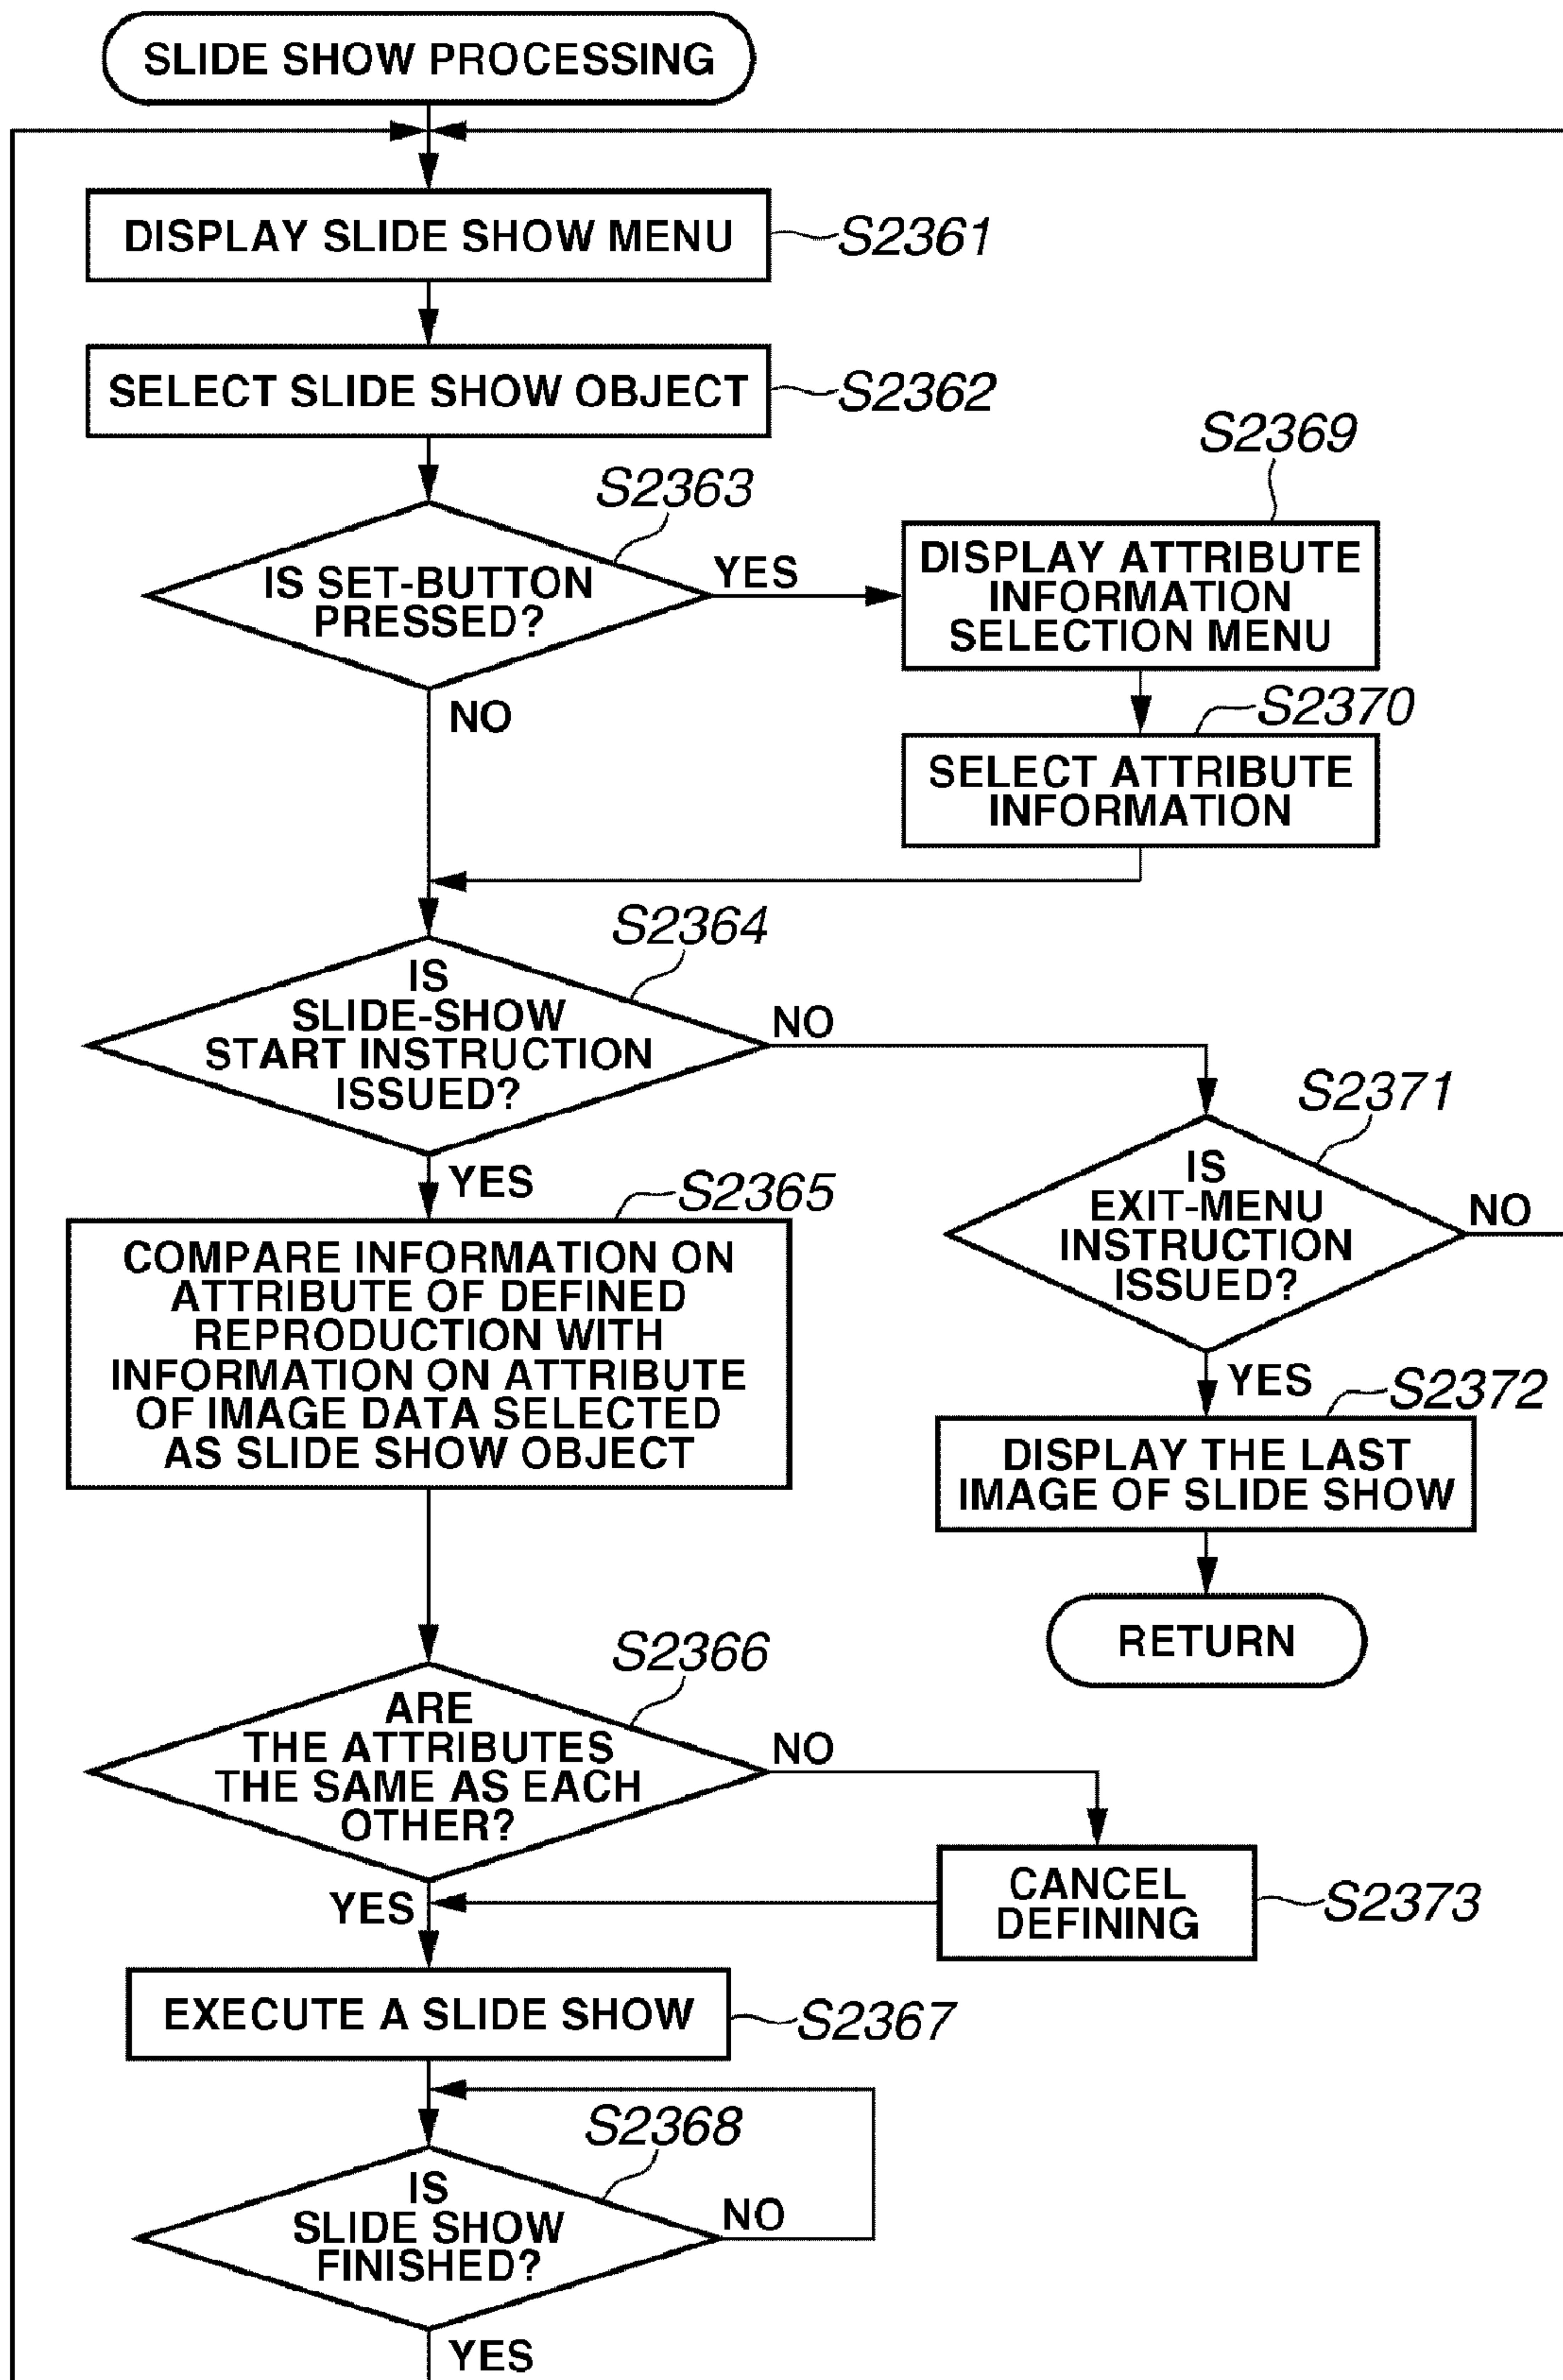 SLIDE SHOW PROCESSING
DISPLAY SLIDE SHOW MENU
S2361
SELECT SLIDE SHOW OBJECT
S2362
S2363
IS SET-BUTTON
PRESSED?
YES
NO
S2369
DISPLAY ATTRIBUTE
INFORMATION
SELECTION MENU
S2370
SELECT ATTRIBUTE
INFORMATION
S2364
IS
SLIDE-SHOW
START INSTRUCTION
ISSUED?
NO
YES
S2371
IS
EXIT-MENU
INSTRUCTION
ISSUED?
NO
YES
S2365
COMPARE INFORMATION ON
ATTRIBUTE OF DEFINED
REPRODUCTION WITH
INFORMATION ON ATTRIBUTE
OF IMAGE DATA SELECTED
AS SLIDE SHOW OBJECT
S2372
DISPLAY THE LAST
IMAGE OF SLIDE SHOW
RETURN
S2366
ARE
THE ATTRIBUTES
THE SAME AS EACH
OTHER?
NO
YES
CANCEL
DEFINING
S2373
EXECUTE A SLIDE SHOW
S2367
S2368
IS
SLIDE SHOW
FINISHED?
NO
YES